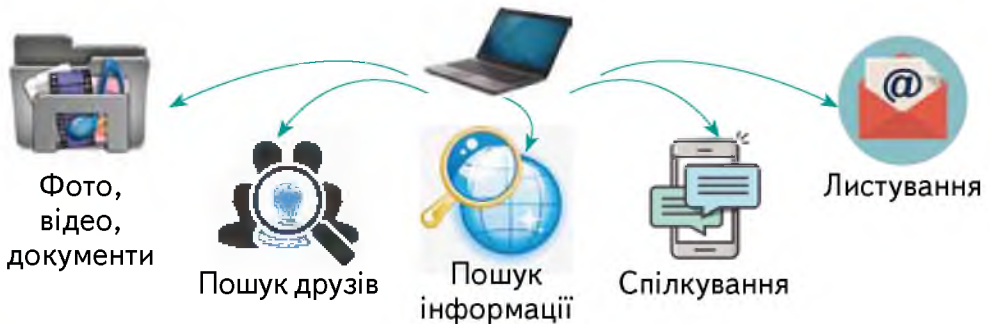 Фото,
відео,
документи
Пошук друзів
Пошук
інформації
Спілкування
@
Листування